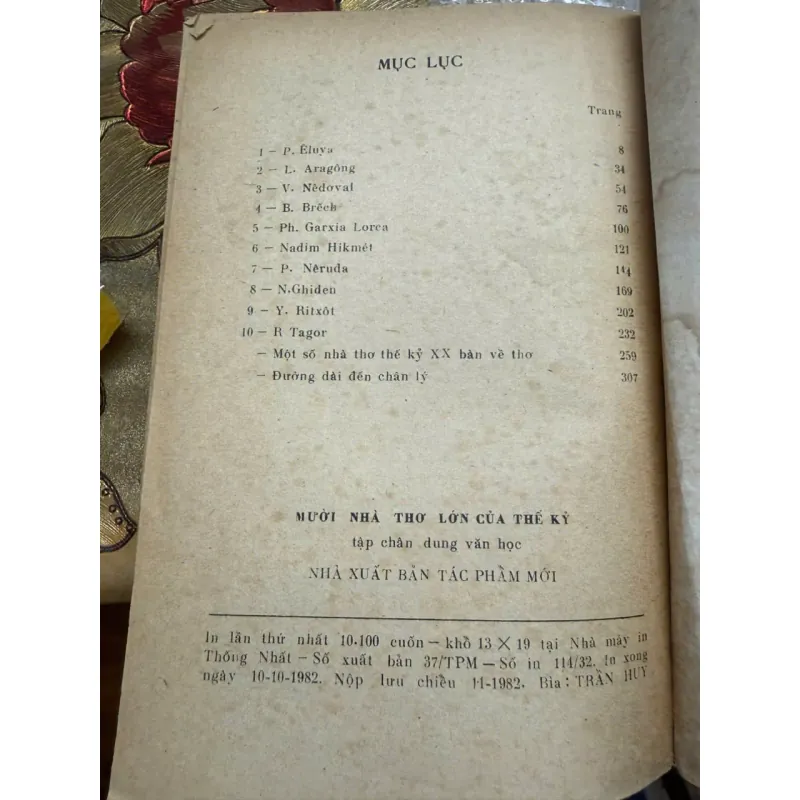 MỤC LỤC
Trang
1 — P. Êluya 8
2 — L. Aragông 34
3 — V. Nêdơval 54
4 — B. Brếch 76
5 — Ph. Garxia Lorca 100
6 — Nadim Hikmét 121
7 — P. Nêruda 144
8 — N.Ghiđen 169
9 — Y. Ritxôt 202
10 — R Tagor 232
— Một số nhà thơ thế kỷ XX bàn về thơ 259
— Đường dài đến chân lý 307
MƯỜI NHÀ THƠ LỚN CỦA THẾ KỶ
tập chân dung văn học
NHÀ XUẤT BẢN TÁC PHẨM MỚI
In lần thứ nhất 10.100 cuốn — khổ 13 × 19 tại Nhà máy in
Thống Nhất — Số xuất bản 37/TPM — Số in 114/32. In xong
ngày 10-10-1982. Nộp lưu chiểu 11-1982. Bìa : TRẦN HUY